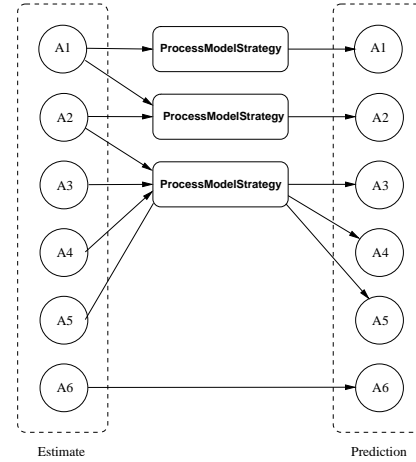 A1 ProcessModelStrategy A1
A2 ProcessModelStrategy A2
A3 ProcessModelStrategy A3
A4 A4
A5 A5
A6 A6
Estimate Prediction